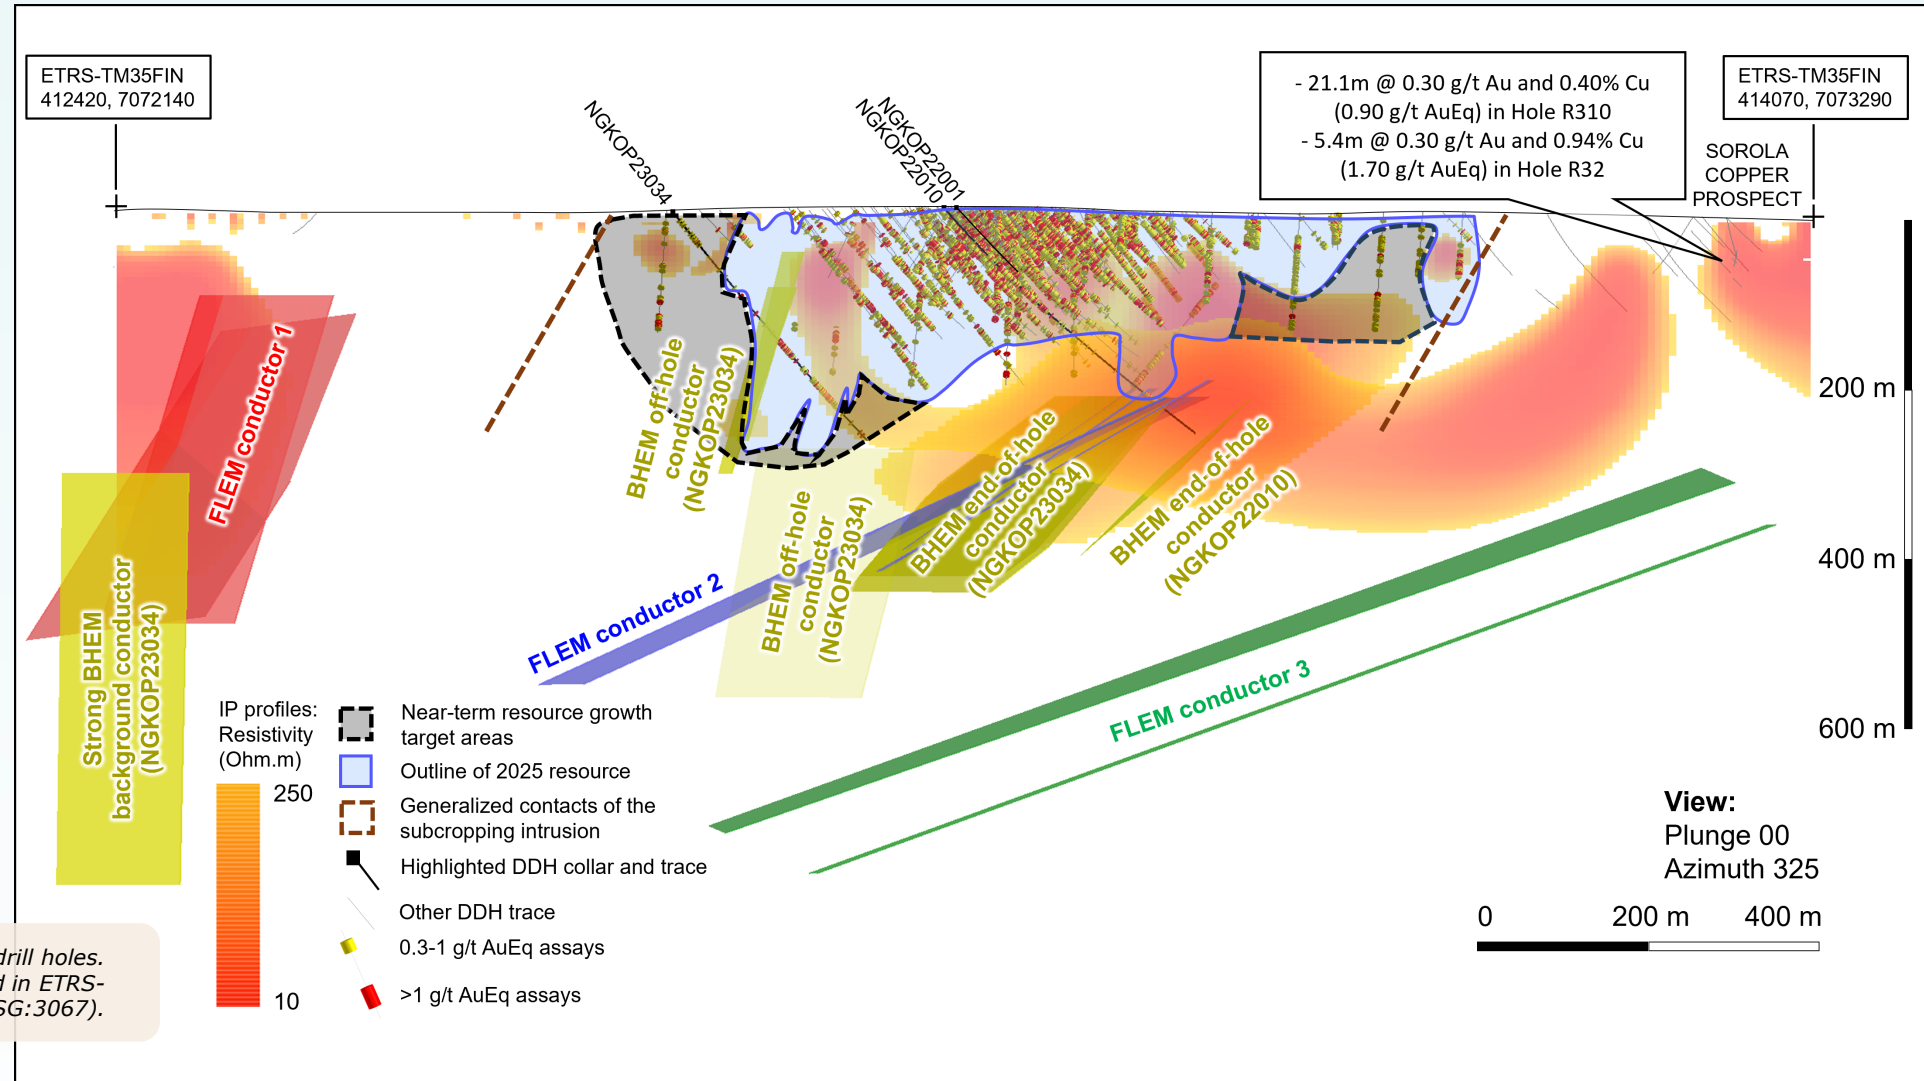 ETRS-TM35FIN
412420, 7072140
NGKOP23034
NGKOP22001
NGKOP22010
- 21.1m @ 0.30 g/t Au and 0.40% Cu
(0.90 g/t AuEq) in Hole R310
- 5.4m @ 0.30 g/t Au and 0.94% Cu
(1.70 g/t AuEq) in Hole R32
ETRS-TM35FIN
414070, 7073290
SOROLA
COPPER
PROSPECT
200 m
400 m
600 m
FLEM conductor 1
Strong BHEM
background conductor
(NGKOP23034)
BHEM off-hole
conductor
(NGKOP23034)
BHEM off-hole
conductor
(NGKOP23034)
FLEM conductor 2
BHEM end-of-hole
conductor
(NGKOP23034)
BHEM end-of-hole
conductor
(NGKOP22010)
FLEM conductor 3
IP profiles:
Resistivity
(Ohm.m)
250
10
Near-term resource growth
target areas
Outline of 2025 resource
Generalized contacts of the
subcropping intrusion
Highlighted DDH collar and trace
Other DDH trace
0.3-1 g/t AuEq assays
>1 g/t AuEq assays
View:
Plunge 00
Azimuth 325
0 200 m 400 m
drill holes.
in ETRS-
SG:3067).